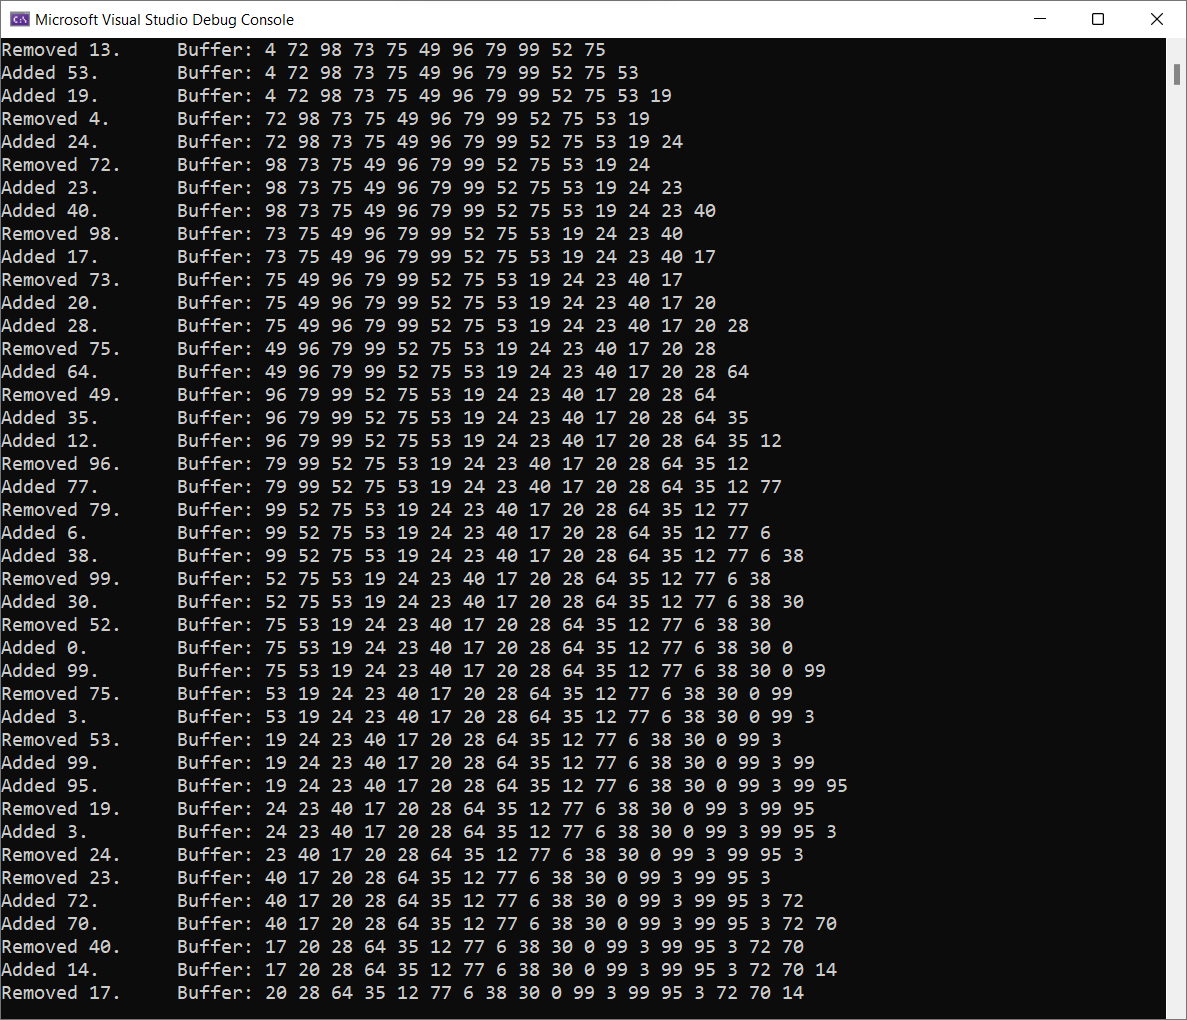 Microsoft Visual Studio Debug Console
Removed 13. Buffer: 4 72 98 73 75 49 96 79 99 52 75
Added 53. Buffer: 4 72 98 73 75 49 96 79 99 52 75 53
Added 19. Buffer: 4 72 98 73 75 49 96 79 99 52 75 53 19
Removed 4. Buffer: 72 98 73 75 49 96 79 99 52 75 53 19
Added 24. Buffer: 72 98 73 75 49 96 79 99 52 75 53 19 24
Removed 72. Buffer: 98 73 75 49 96 79 99 52 75 53 19 24
Added 23. Buffer: 98 73 75 49 96 79 99 52 75 53 19 24 23
Added 40. Buffer: 98 73 75 49 96 79 99 52 75 53 19 24 23 40
Removed 98. Buffer: 73 75 49 96 79 99 52 75 53 19 24 23 40
Added 17. Buffer: 73 75 49 96 79 99 52 75 53 19 24 23 40 17
Removed 73. Buffer: 75 49 96 79 99 52 75 53 19 24 23 40 17
Added 20. Buffer: 75 49 96 79 99 52 75 53 19 24 23 40 17 20
Added 28. Buffer: 75 49 96 79 99 52 75 53 19 24 23 40 17 20 28
Removed 75. Buffer: 49 96 79 99 52 75 53 19 24 23 40 17 20 28
Added 64. Buffer: 49 96 79 99 52 75 53 19 24 23 40 17 20 28 64
Removed 49. Buffer: 96 79 99 52 75 53 19 24 23 40 17 20 28 64
Added 35. Buffer: 96 79 99 52 75 53 19 24 23 40 17 20 28 64 35
Added 12. Buffer: 96 79 99 52 75 53 19 24 23 40 17 20 28 64 35 12
Removed 96. Buffer: 79 99 52 75 53 19 24 23 40 17 20 28 64 35 12
Added 77. Buffer: 79 99 52 75 53 19 24 23 40 17 20 28 64 35 12 77
Removed 79. Buffer: 99 52 75 53 19 24 23 40 17 20 28 64 35 12 77
Added 6. Buffer: 99 52 75 53 19 24 23 40 17 20 28 64 35 12 77 6
Added 38. Buffer: 99 52 75 53 19 24 23 40 17 20 28 64 35 12 77 6 38
Removed 99. Buffer: 52 75 53 19 24 23 40 17 20 28 64 35 12 77 6 38
Added 30. Buffer: 52 75 53 19 24 23 40 17 20 28 64 35 12 77 6 38 30
Removed 52. Buffer: 75 53 19 24 23 40 17 20 28 64 35 12 77 6 38 30
Added 0. Buffer: 75 53 19 24 23 40 17 20 28 64 35 12 77 6 38 30 0
Added 99. Buffer: 75 53 19 24 23 40 17 20 28 64 35 12 77 6 38 30 0 99
Removed 75. Buffer: 53 19 24 23 40 17 20 28 64 35 12 77 6 38 30 0 99
Added 3. Buffer: 53 19 24 23 40 17 20 28 64 35 12 77 6 38 30 0 99 3
Removed 53. Buffer: 19 24 23 40 17 20 28 64 35 12 77 6 38 30 0 99 3
Added 99. Buffer: 19 24 23 40 17 20 28 64 35 12 77 6 38 30 0 99 3 99
Added 95. Buffer: 19 24 23 40 17 20 28 64 35 12 77 6 38 30 0 99 3 99 95
Removed 19. Buffer: 24 23 40 17 20 28 64 35 12 77 6 38 30 0 99 3 99 95
Added 3. Buffer: 24 23 40 17 20 28 64 35 12 77 6 38 30 0 99 3 99 95 3
Removed 24. Buffer: 23 40 17 20 28 64 35 12 77 6 38 30 0 99 3 99 95 3
Removed 23. Buffer: 40 17 20 28 64 35 12 77 6 38 30 0 99 3 99 95 3
Added 72. Buffer: 40 17 20 28 64 35 12 77 6 38 30 0 99 3 99 95 3 72
Added 70. Buffer: 40 17 20 28 64 35 12 77 6 38 30 0 99 3 99 95 3 72 70
Removed 40. Buffer: 17 20 28 64 35 12 77 6 38 30 0 99 3 99 95 3 72 70
Added 14. Buffer: 17 20 28 64 35 12 77 6 38 30 0 99 3 99 95 3 72 70 14
Removed 17. Buffer: 20 28 64 35 12 77 6 38 30 0 99 3 99 95 3 72 70 14